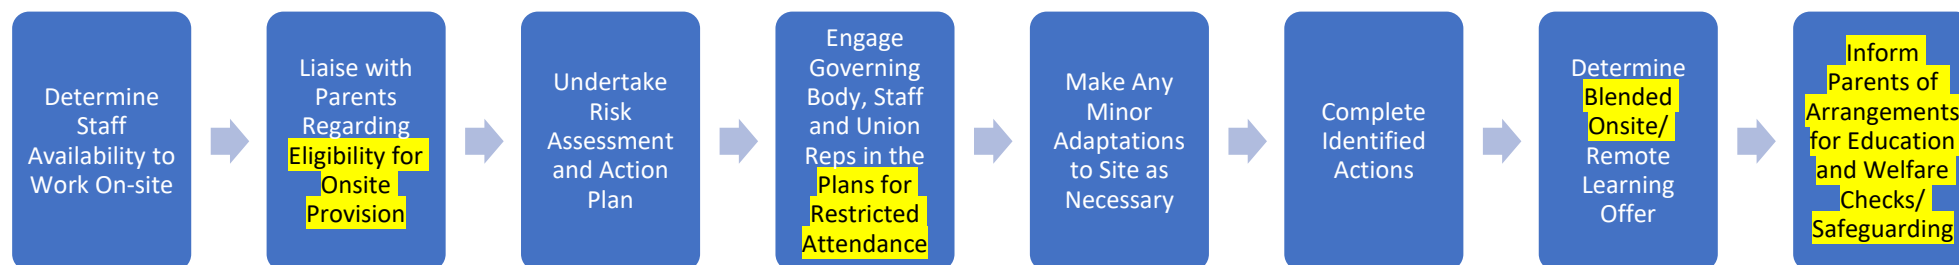 Determine
Staff
Availability to
Work On-site
Liaise with
Parents
Regarding
Eligibility for
Onsite
Provision
Undertake
Risk
Assessment
and Action
Plan
Engage
Governing
Body, Staff
and Union
Reps in the
Plans for
Restricted
Attendance
Make Any
Minor
Adaptations
to Site as
Necessary
Complete
Identified
Actions
Determine
Blended
Onsite/
Remote
Learning
Offer
Inform
Parents of
Arrangements
for Education
and Welfare
Checks/
Safeguarding